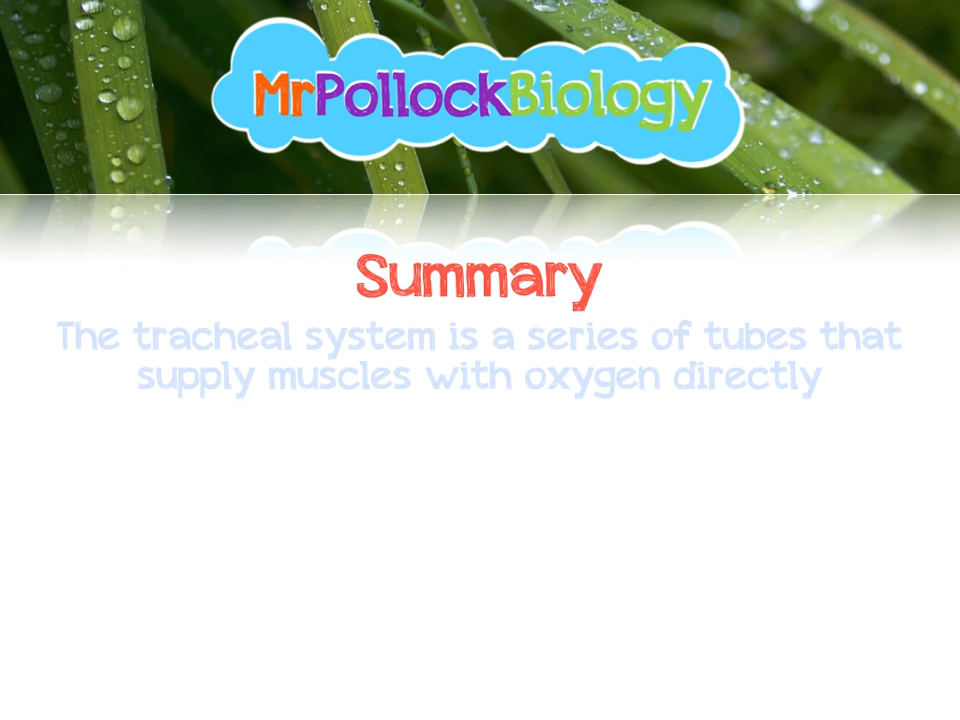 MrPollockBiology
Summary
The tracheal system is a series of tubes that
supply muscles with oxygen directly